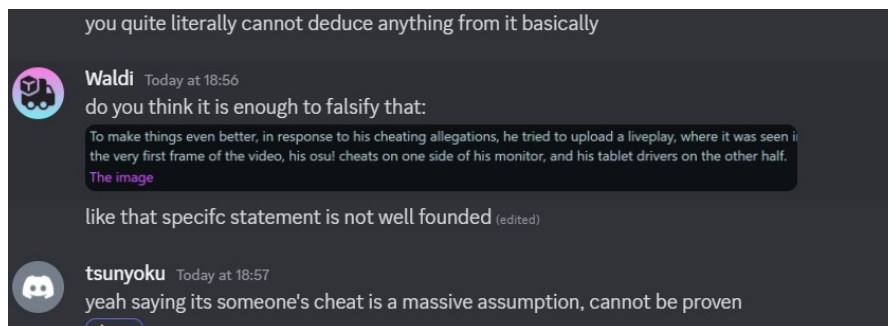 you quite literally cannot deduce anything from it basically
Waldi Today at 18:56
do you think it is enough to falsify that:
To make things even better, in response to his cheating allegations, he tried to upload a liveplay, where it was seen
the very first frame of the video, his osu! cheats on one side of his monitor, and his tablet drivers on the other half.
The image
like that specifc statement is not well founded (edited)
tsunyoku Today at 18:57
yeah saying its someone's cheat is a massive assumption, cannot be proven